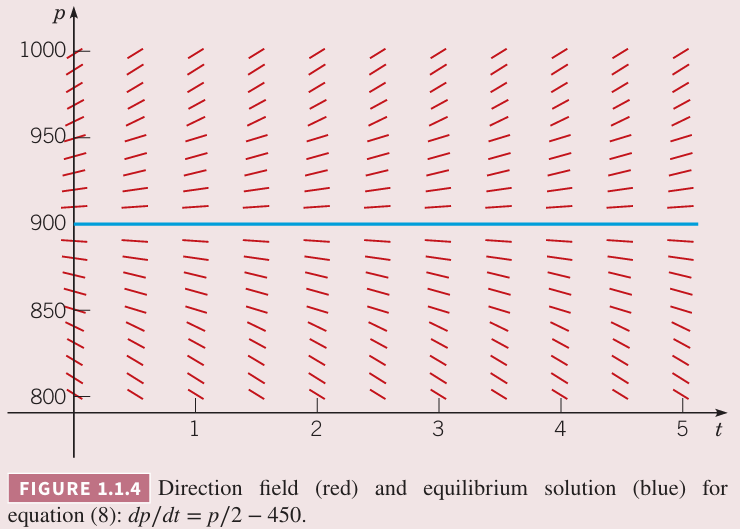 p
1000
950
900
850
800
1 2 3 4 5 t
FIGURE 1.1.4 Direction field (red) and equilibrium solution (blue) for
equation (8): dp/dt = p/2 − 450.